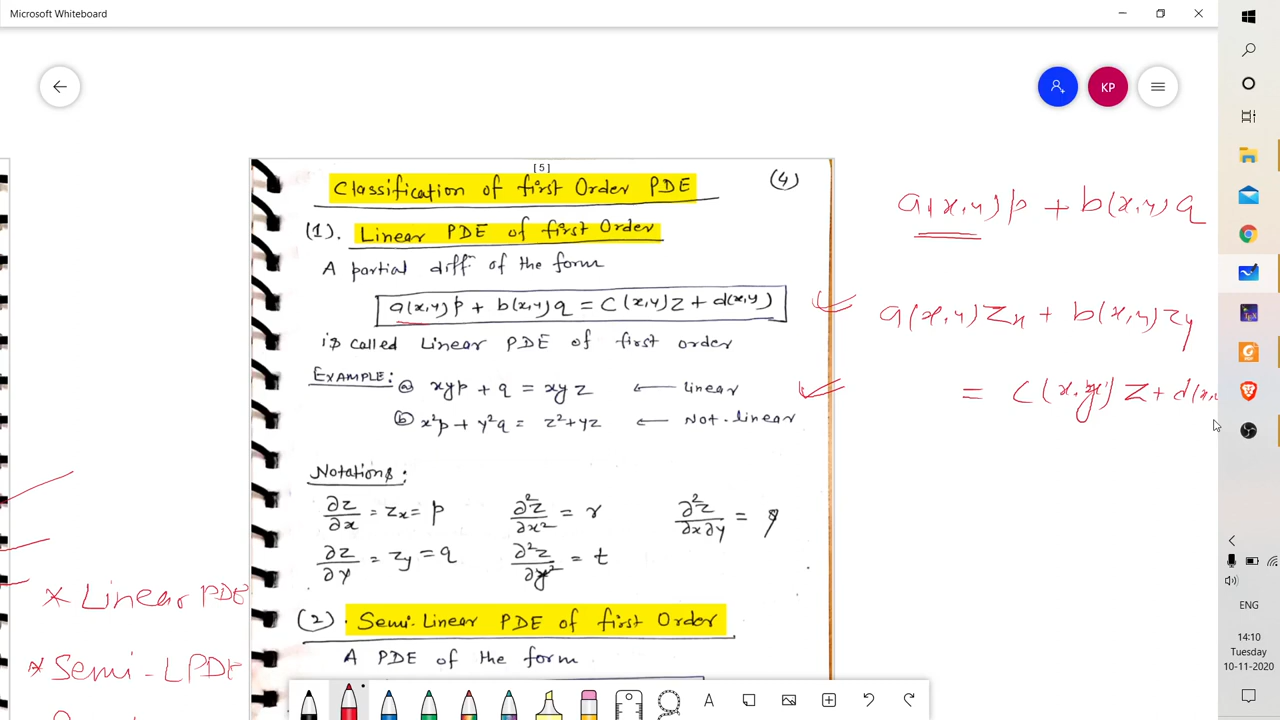 Microsoft Whiteboard
KP
[5]
Classification of first Order PDE
(4)
(1). Linear PDE of first Order
A partial diff. of the form
a(x,y)p + b(x,y)q = C(x,y)z + d(x,y)
is called Linear PDE of first order
EXAMPLE: (a) xyp + q = xyz ← linear
(b) x²p + y²q = z²+yz ← Not-linear
Notations:
∂z/∂x = zx = p ∂²z/∂x² = r ∂²z/∂x∂y = s
∂z/∂y = zy = q ∂²z/∂y² = t
(2). Semi-Linear PDE of first Order
A PDE of the form
a(x,y)p + b(x,y)q
a(x,y)zx + b(x,y)zy
= C(x,y)z + d(x,
* Linear PDE
* Semi-LPDE
A
ENG
14:10
Tuesday
10-11-2020